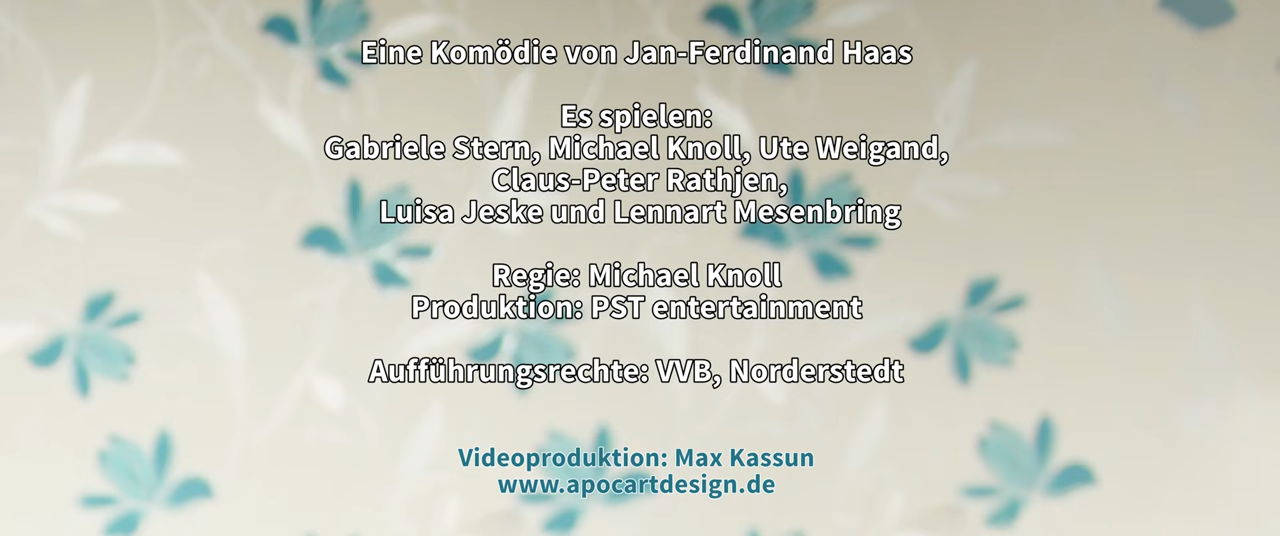 Eine Komödie von Jan-Ferdinand Haas
Es spielen:
Gabriele Stern, Michael Knoll, Ute Weigand,
Claus-Peter Rathjen,
Luisa Jeske und Lennart Mesenbring
Regie: Michael Knoll
Produktion: PST entertainment
Aufführungsrechte: VVB, Norderstedt
Videoproduktion: Max Kassun
www.apocartdesign.de